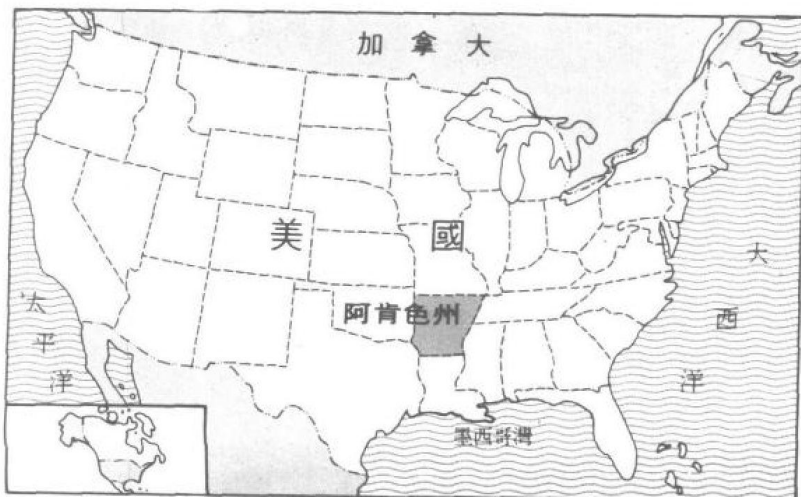 加拿大
美國
阿肯色州
太平洋
大西洋
墨西哥灣